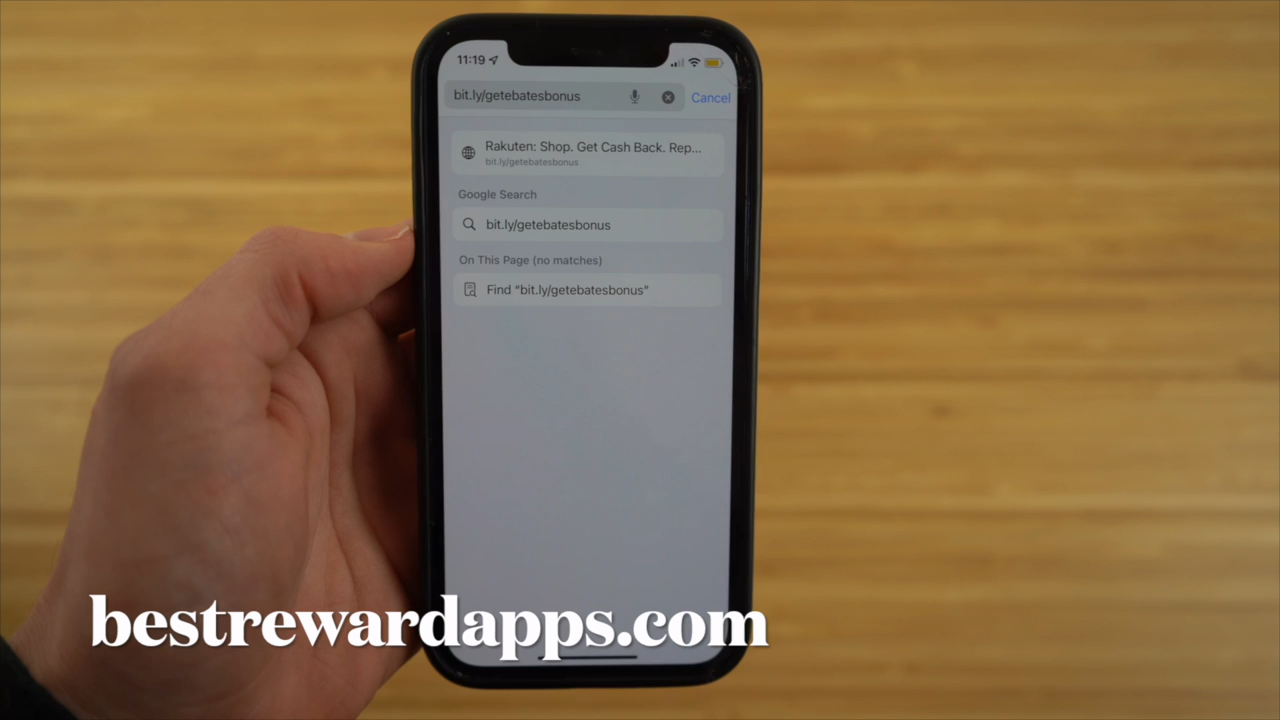 11:19
bit.ly/getebatesbonus
Cancel
Rakuten: Shop. Get Cash Back. Rep...
bit.ly/getebatesbonus
Google Search
bit.ly/getebatesbonus
On This Page (no matches)
Find “bit.ly/getebatesbonus”
bestrewardapps.com